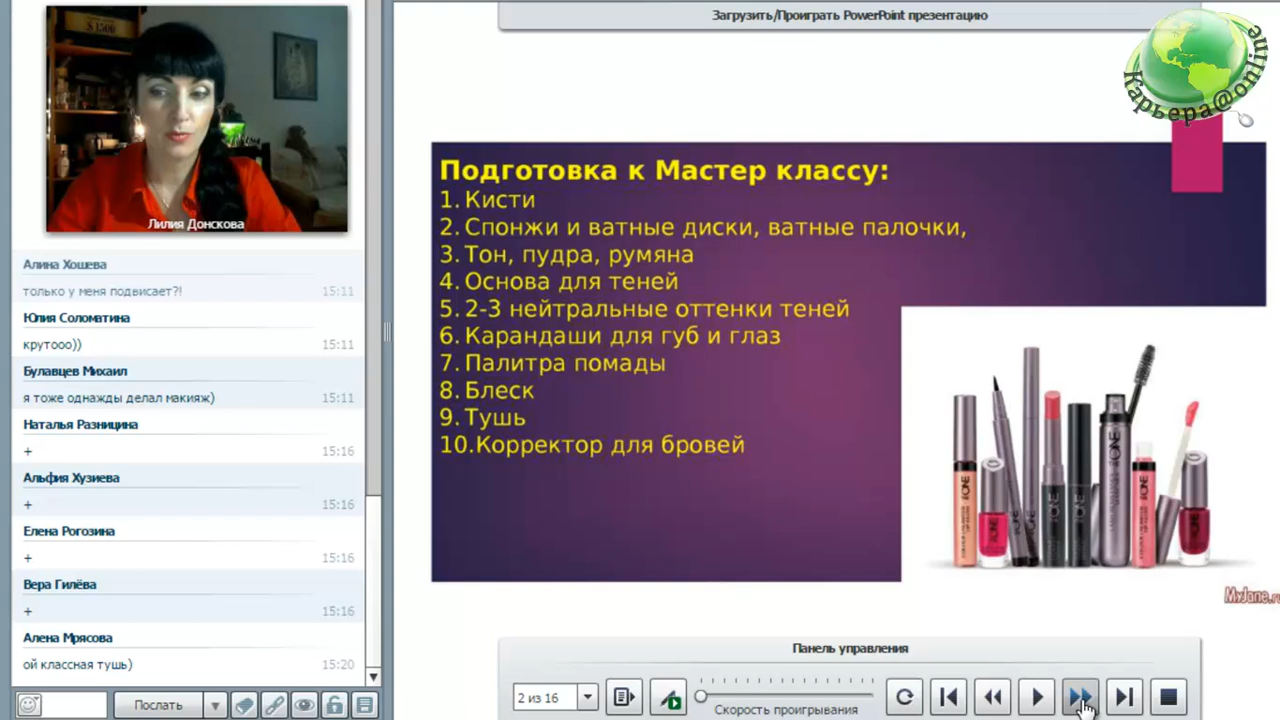 Загрузить/Проиграть PowerPoint презентацию
Карьера@online
Лилия Донскова
Алина Хошева
только у меня подвисает?! 15:11
Юлия Соломатина
крутооо)) 15:11
Булавцев Михаил
я тоже однажды делал макияж) 15:11
Наталья Разницина
+ 15:16
Альфия Хузиева
+ 15:16
Елена Рогозина
+ 15:16
Вера Гилёва
+ 15:16
Алена Мрясова
ой классная тушь) 15:20
Послать
Подготовка к Мастер классу:
1. Кисти
2. Спонжи и ватные диски, ватные палочки,
3. Тон, пудра, румяна
4. Основа для теней
5. 2-3 нейтральные оттенки теней
6. Карандаши для губ и глаз
7. Палитра помады
8. Блеск
9. Тушь
10.Корректор для бровей
Панель управления
2 из 16
Скорость проигрывания